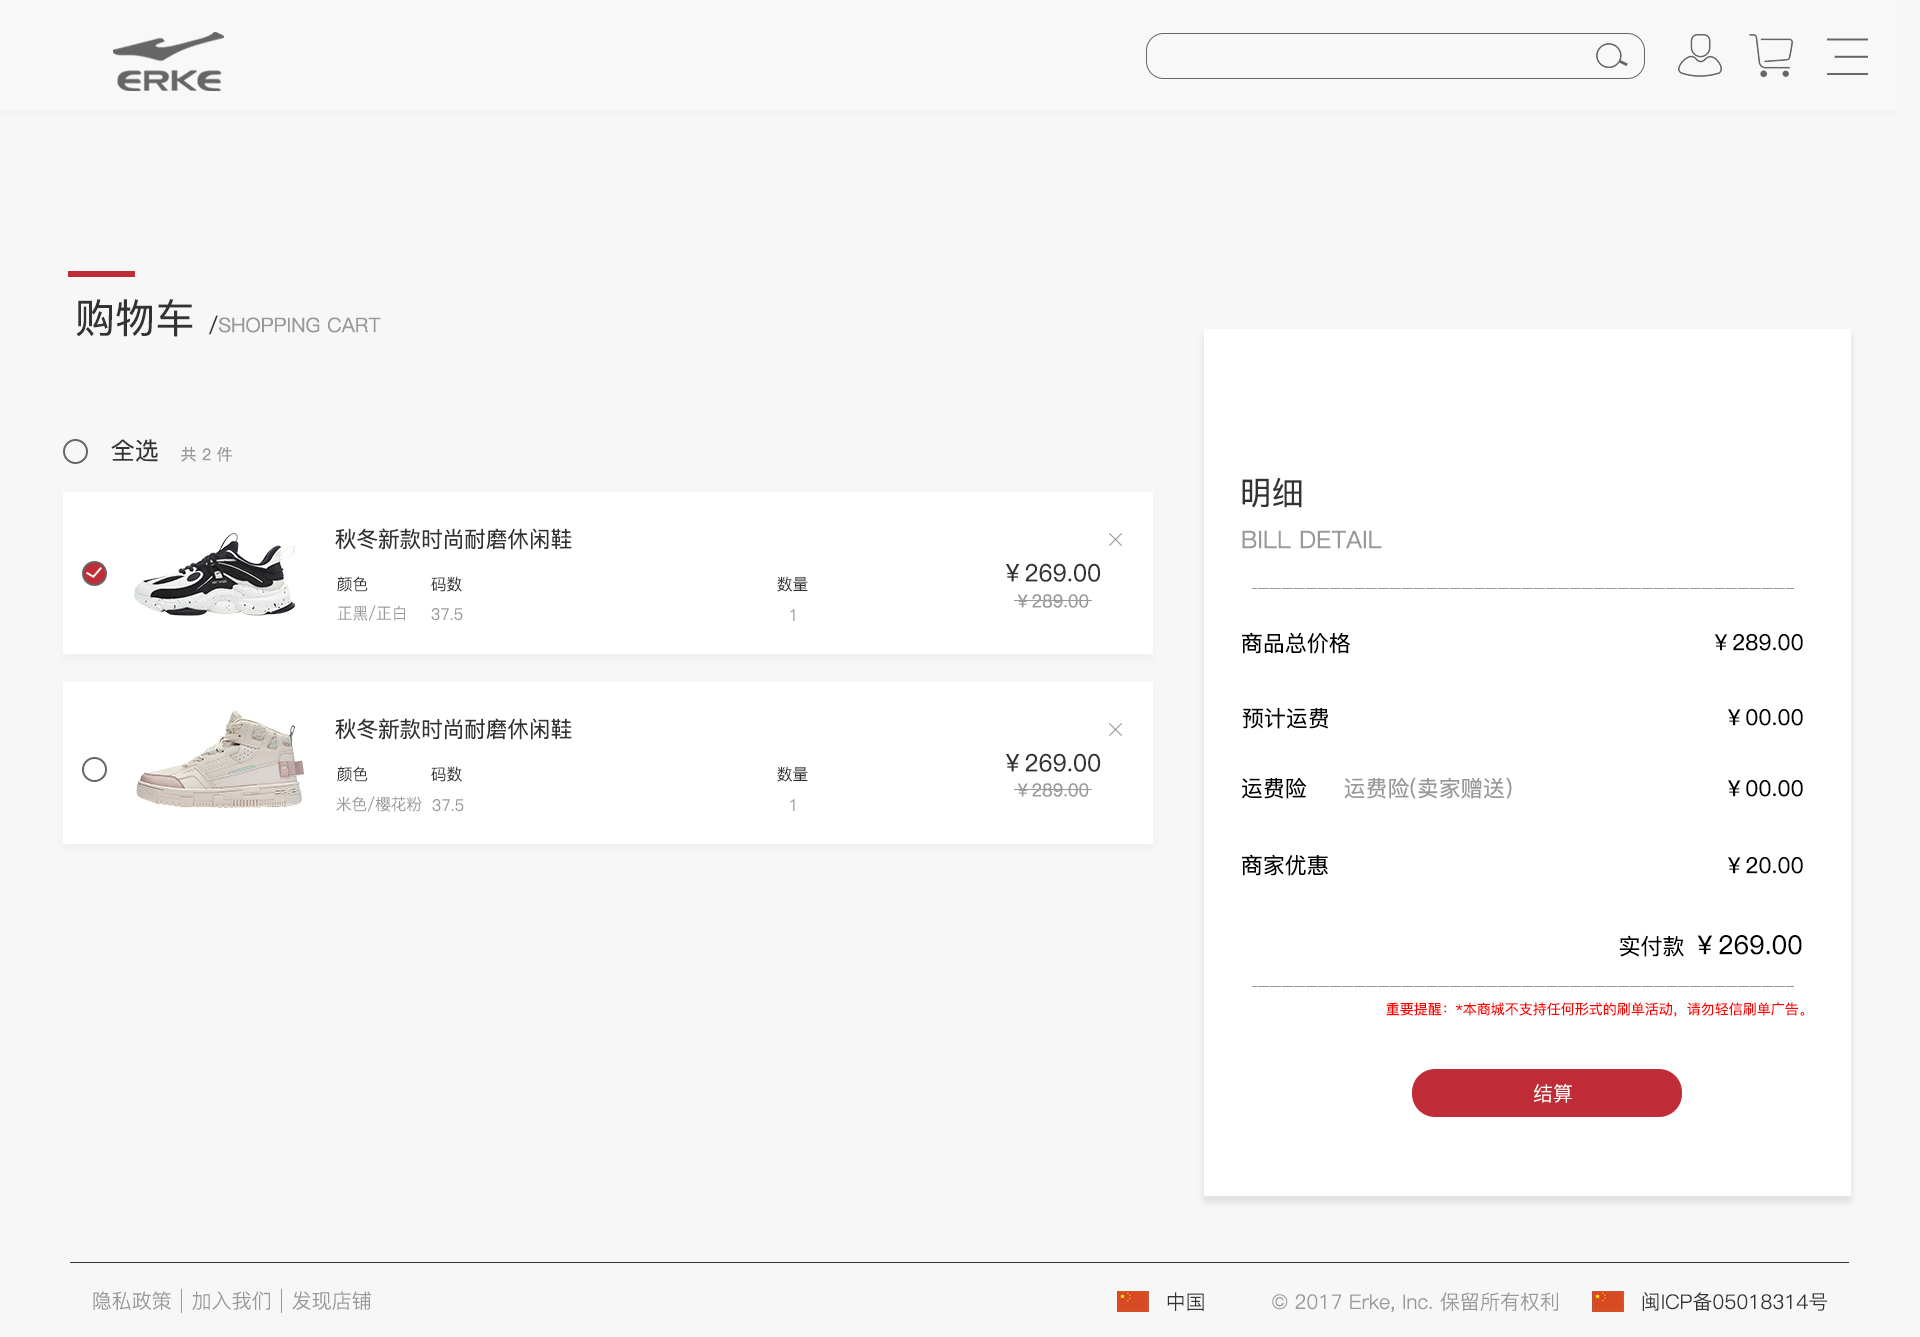 ERKE
购物车 /SHOPPING CART
全选 共 2 件
秋冬新款时尚耐磨休闲鞋
颜色 码数 数量
正黑/正白 37.5 1
¥269.00
¥289.00
秋冬新款时尚耐磨休闲鞋
颜色 码数 数量
米色/樱花粉 37.5 1
¥269.00
¥289.00
明细
BILL DETAIL
商品总价格 ¥289.00
预计运费 ¥00.00
运费险 运费险(卖家赠送) ¥00.00
商家优惠 ¥20.00
实付款 ¥269.00
重要提醒：*本商城不支持任何形式的刷单活动，请勿轻信刷单广告。
结算
隐私政策 | 加入我们 | 发现店铺
中国 © 2017 Erke, Inc. 保留所有权利 闽ICP备05018314号